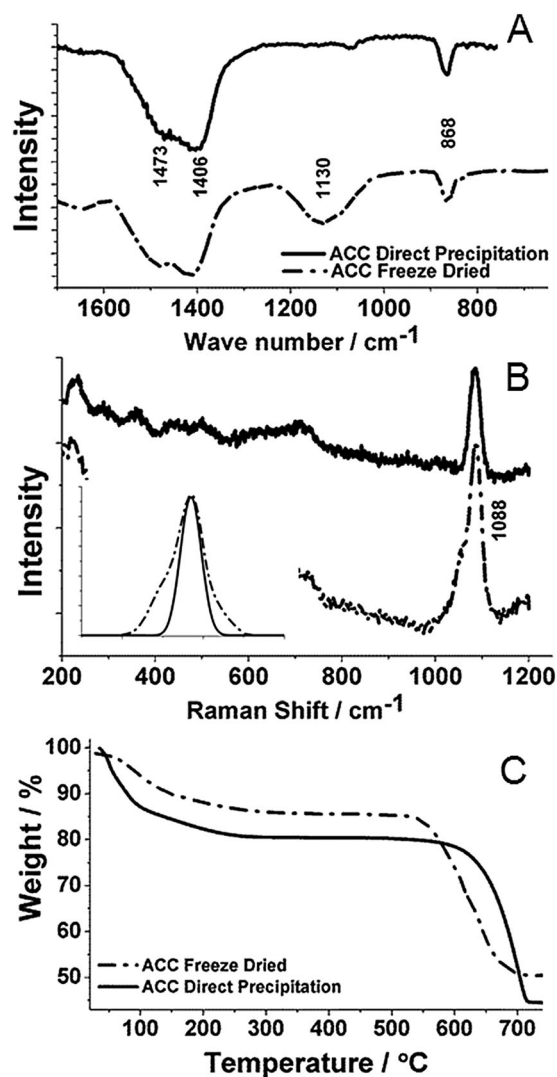 A
Intensity
1473
1406
1130
868
ACC Direct Precipitation
ACC Freeze Dried
1600 1400 1200 1000 800
Wave number / cm-1
B
Intensity
1088
200 400 600 800 1000 1200
Raman Shift / cm-1
C
Weight / %
100
90
80
70
60
50
ACC Freeze Dried
ACC Direct Precipitation
100 200 300 400 500 600 700
Temperature / °C